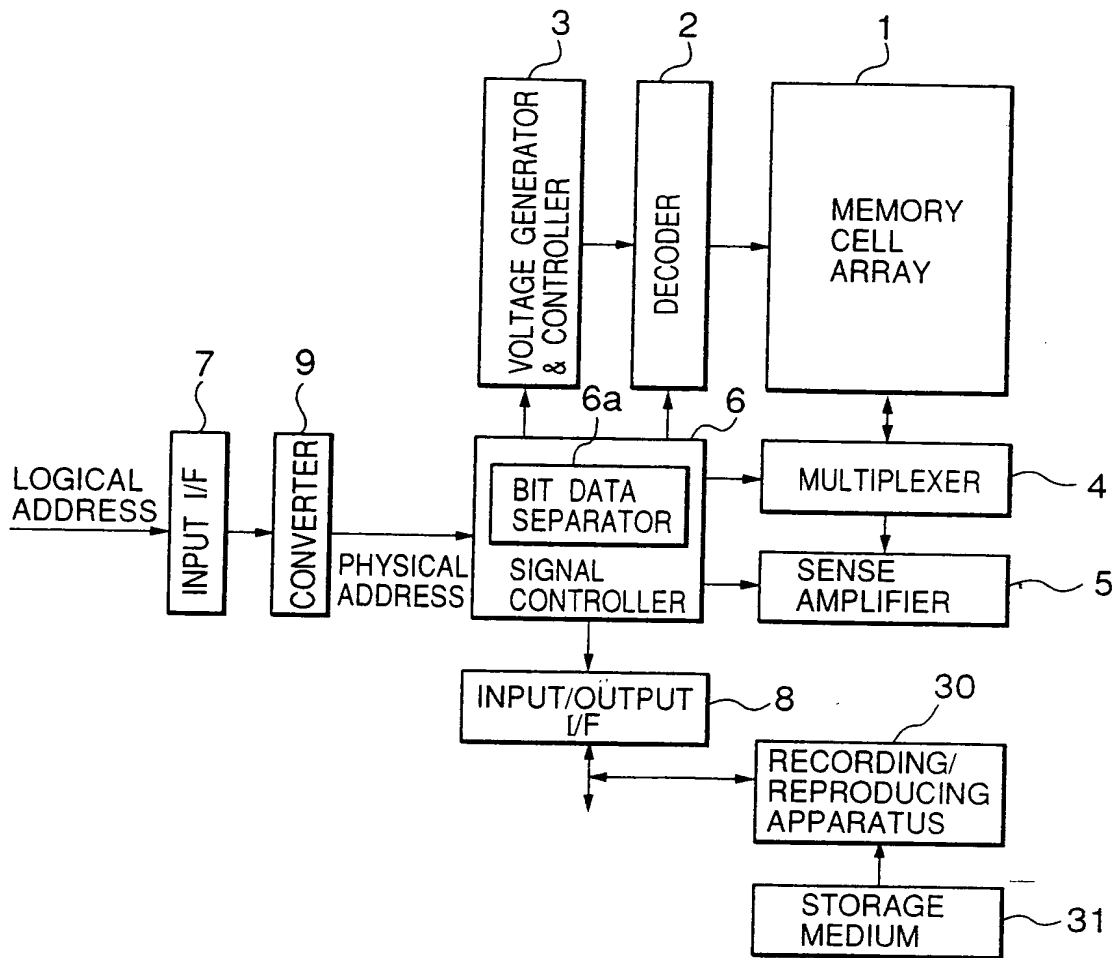 3
2
1
VOLTAGE GENERATOR
& CONTROLLER
DECODER
MEMORY
CELL
ARRAY
7
9
6a
6
LOGICAL
ADDRESS
INPUT I/F
CONVERTER
PHYSICAL
ADDRESS
BIT DATA
SEPARATOR
SIGNAL
CONTROLLER
MULTIPLEXER
4
SENSE
AMPLIFIER
5
INPUT/OUTPUT
I/F
8
30
RECORDING/
REPRODUCING
APPARATUS
STORAGE
MEDIUM
31